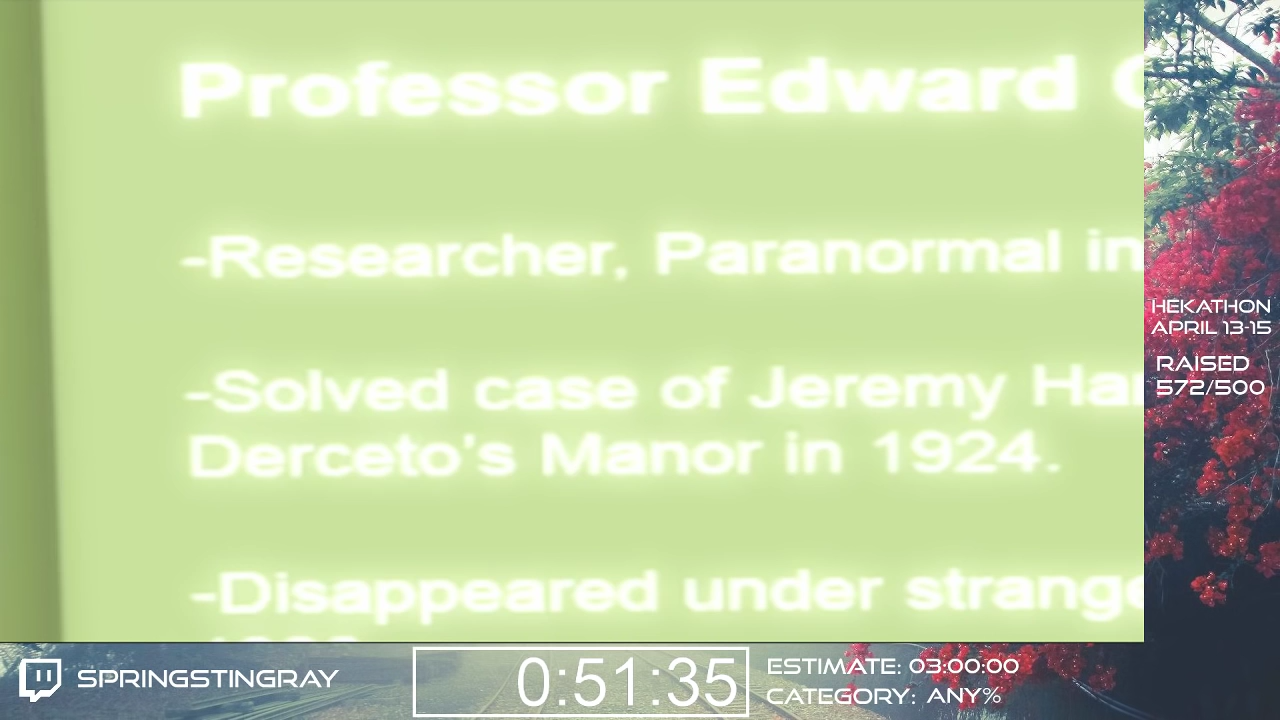 Professor Edward
-Researcher, Paranormal in
-Solved case of Jeremy Ha
Derceto's Manor in 1924.
-Disappeared under strange
HEKATHON
APRIL 13-15
RAISED
572/500
SPRINGSTINGRAY
0:51:35
ESTIMATE: 03:00:00
CATEGORY: ANY%